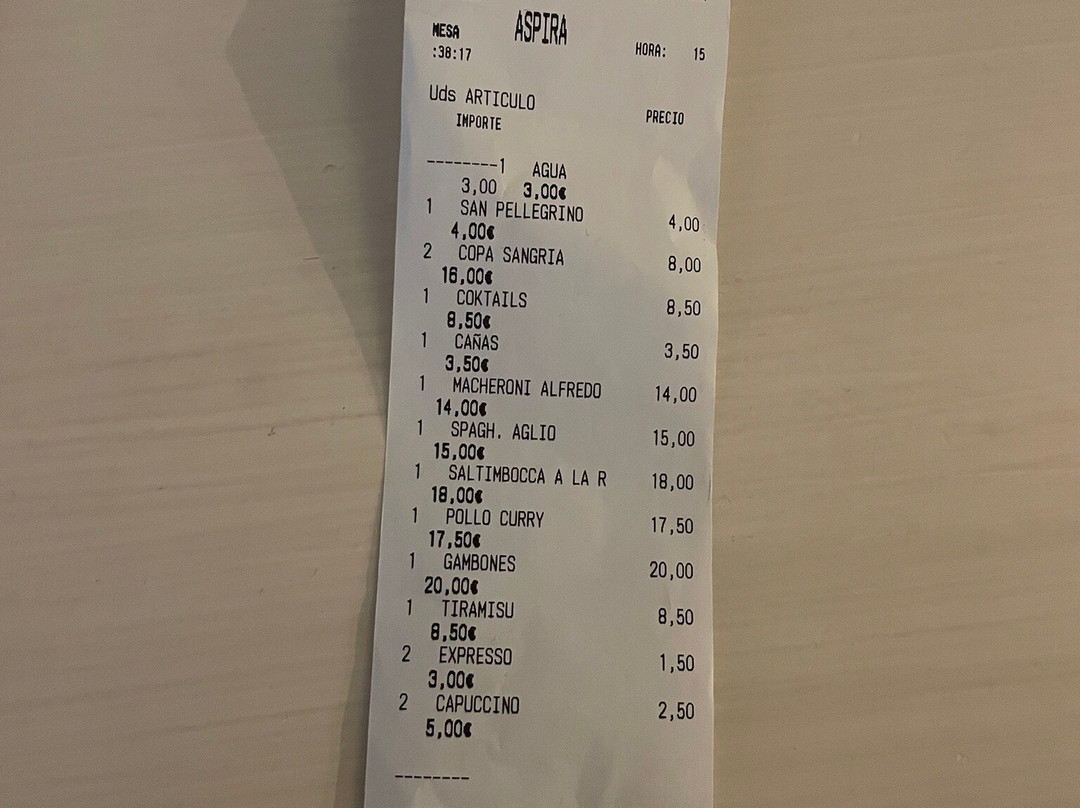 ASPIRA
MESA HORA: 15
:38:17
Uds ARTICULO
IMPORTE PRECIO
--------1 AGUA
3,00 3,00€
1 SAN PELLEGRINO 4,00
4,00€
2 COPA SANGRIA 8,00
16,00€
1 COKTAILS 8,50
8,50€
1 CAÑAS 3,50
3,50€
1 MACHERONI ALFREDO 14,00
14,00€
1 SPAGH. AGLIO 15,00
15,00€
1 SALTIMBOCCA A LA R 18,00
18,00€
1 POLLO CURRY 17,50
17,50€
1 GAMBONES 20,00
20,00€
1 TIRAMISU 8,50
8,50€
2 EXPRESSO 1,50
3,00€
2 CAPUCCINO 2,50
5,00€
--------